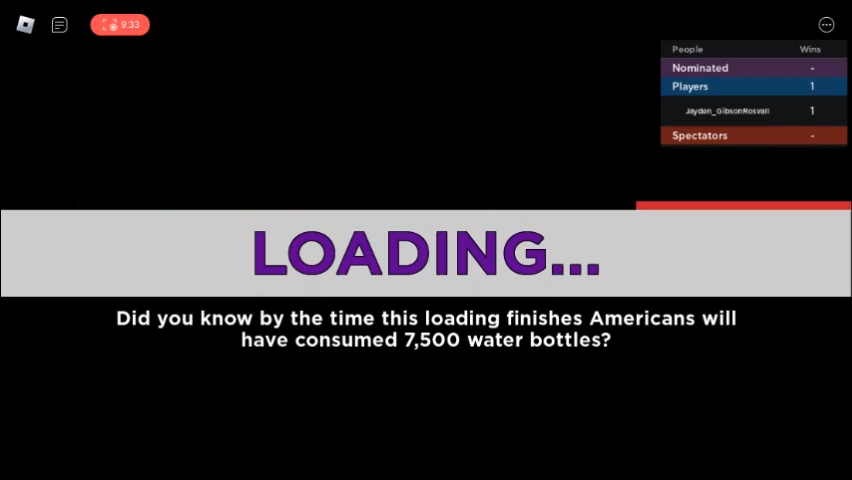 9:33
People Wins
Nominated -
Players 1
Jayden_GibsonRosvall 1
Spectators -
LOADING...
Did you know by the time this loading finishes Americans will
have consumed 7,500 water bottles?